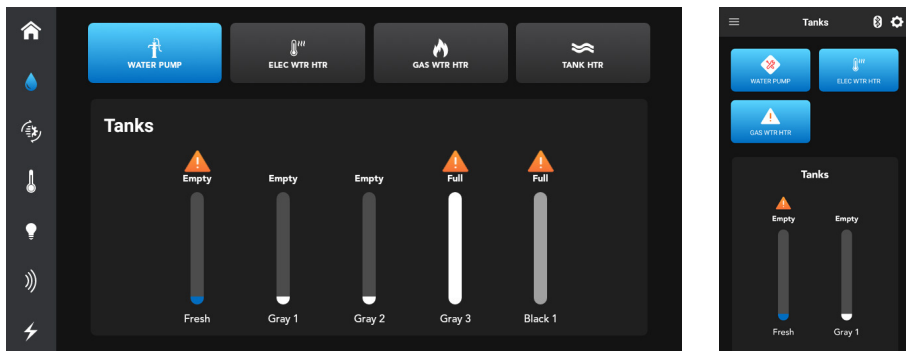 WATER PUMP ELEC WTR HTR GAS WTR HTR TANK HTR
Tanks
Empty Empty Empty Full Full
Fresh Gray 1 Gray 2 Gray 3 Black 1
Tanks
WATER PUMP ELEC WTR HTR
GAS WTR HTR
Tanks
Empty Empty
Fresh Gray 1